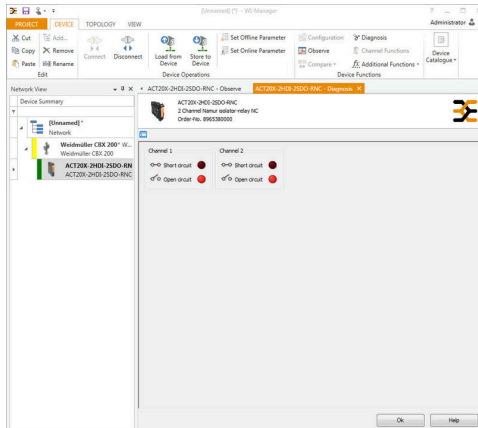 [Unnamed] (*) - WI-Manager
Administrator
PROJECT DEVICE TOPOLOGY VIEW
Cut Add... Set Offline Parameter Configuration Diagnosis
Copy Remove Set Online Parameter Observe Channel Functions
Paste Rename Connect Disconnect Load from Device Store to Device Compare Additional Functions Device Catalogue
Edit Device Operations Device Functions
Network View
ACT20X-2HDI-2SDO-RNC - Observe ACT20X-2HDI-2SDO-RNC - Diagnosis
Device Summary
ACT20X-2HDI-2SDO-RNC
2 Channel Namur isolator-relay NC
Order-No. 8965380000
[Unnamed] *
Network
Weidmüller CBX 200* W...
Weidmüller CBX 200
ACT20X-2HDI-2SDO-RN
ACT20X-2HDI-2SDO-RNC
Channel 1 Channel 2
Short circuit Short circuit
Open circuit Open circuit
Ok Help